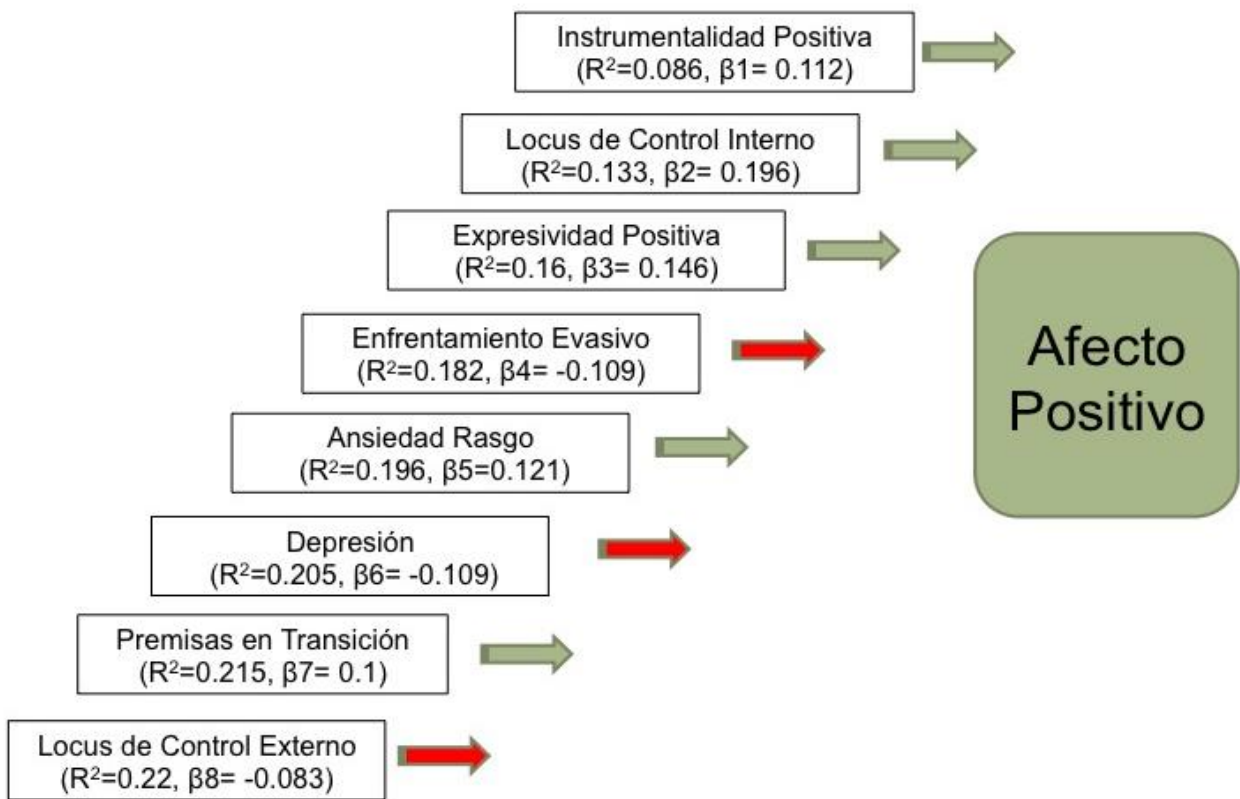 Instrumentalidad Positiva
(R²=0.086, β1= 0.112)
Locus de Control Interno
(R²=0.133, β2= 0.196)
Expresividad Positiva
(R²=0.16, β3= 0.146)
Enfrentamiento Evasivo
(R²=0.182, β4= -0.109)
Ansiedad Rasgo
(R²=0.196, β5=0.121)
Depresión
(R²=0.205, β6= -0.109)
Premisas en Transición
(R²=0.215, β7= 0.1)
Locus de Control Externo
(R²=0.22, β8= -0.083)
Afecto
Positivo